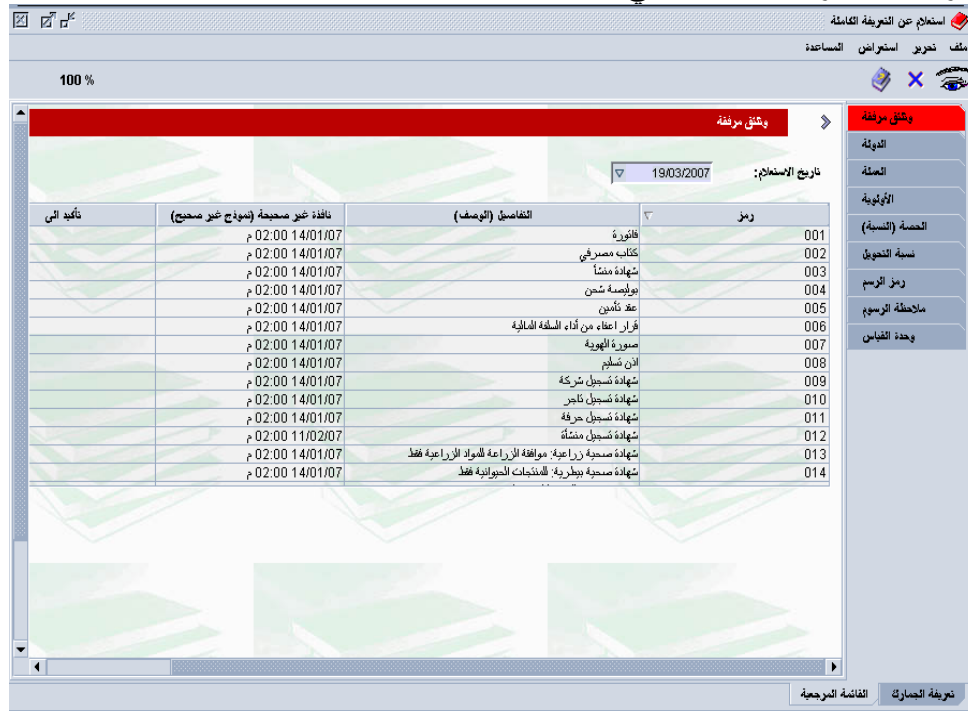 استعلام عن التعريفة الكاملة
ملف تحرير استعراض المساعدة
100 %
وثائق مرفقة
الدولة
العملة
الأولوية
الحصة (النسبة)
نسبة التحويل
رمز الرسم
ملاحظة الرسوم
وحدة القياس
وثائق مرفقة
تاريخ الاستعلام: 19/03/2007
رمز التفاصيل (الوصف) نافذة غير صحيحة (نموذج غير صحيح) تأكيد الى
001 فاتورة 14/01/07 02:00 م
002 كتاب مصرفي 14/01/07 02:00 م
003 شهادة منشأ 14/01/07 02:00 م
004 بوليصة شحن 14/01/07 02:00 م
005 عقد تأمين 14/01/07 02:00 م
006 قرار اعفاء من أداء السلفة المالية 14/01/07 02:00 م
007 صورة الهوية 14/01/07 02:00 م
008 اذن تسليم 14/01/07 02:00 م
009 شهادة تسجيل شركة 14/01/07 02:00 م
010 شهادة تسجيل تاجر 14/01/07 02:00 م
011 شهادة تسجيل حرفة 14/01/07 02:00 م
012 شهادة تسجيل منشأة 11/02/07 02:00 م
013 شهادة صحية زراعية: موافقة الزراعة للمواد الزراعية فقط 14/01/07 02:00 م
014 شهادة صحية بيطرية: للمنتجات الحيوانية فقط 14/01/07 02:00 م
تعريفة الجمارك القائمة المرجعية